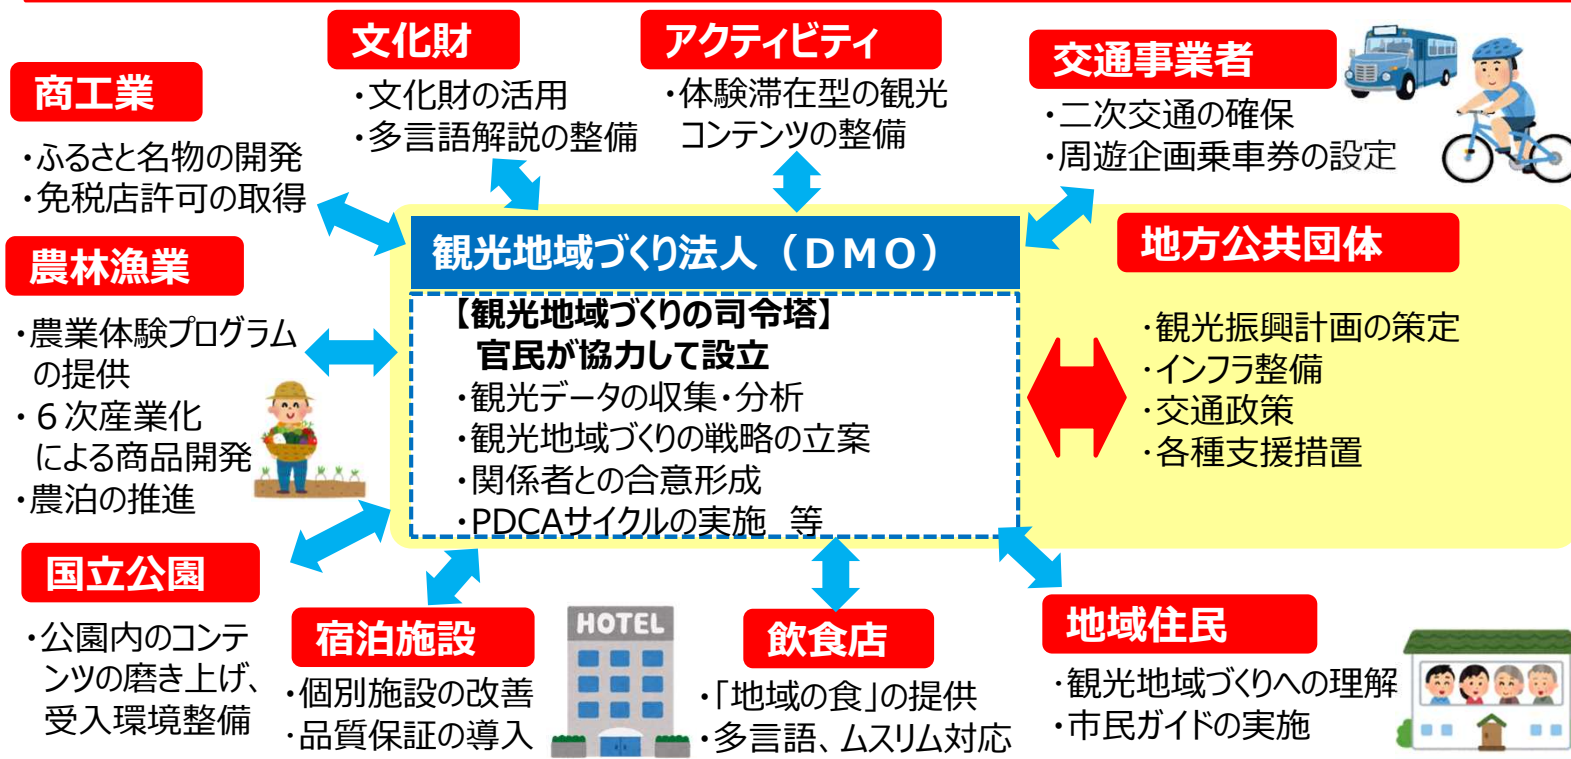 文化財
・文化財の活用
・多言語解説の整備
アクティビティ
・体験滞在型の観光
コンテンツの整備
交通事業者
・二次交通の確保
・周遊企画乗車券の設定
商工業
・ふるさと名物の開発
・免税店許可の取得
農林漁業
・農業体験プログラム
の提供
・６次産業化
による商品開発
・農泊の推進
観光地域づくり法人（ＤＭＯ）
【観光地域づくりの司令塔】
官民が協力して設立
・観光データの収集・分析
・観光地域づくりの戦略の立案
・関係者との合意形成
・PDCAサイクルの実施　等
地方公共団体
・観光振興計画の策定
・インフラ整備
・交通政策
・各種支援措置
国立公園
・公園内のコンテ
ンツの磨き上げ、
受入環境整備
宿泊施設
・個別施設の改善
・品質保証の導入
HOTEL
飲食店
・「地域の食」の提供
・多言語、ムスリム対応
地域住民
・観光地域づくりへの理解
・市民ガイドの実施